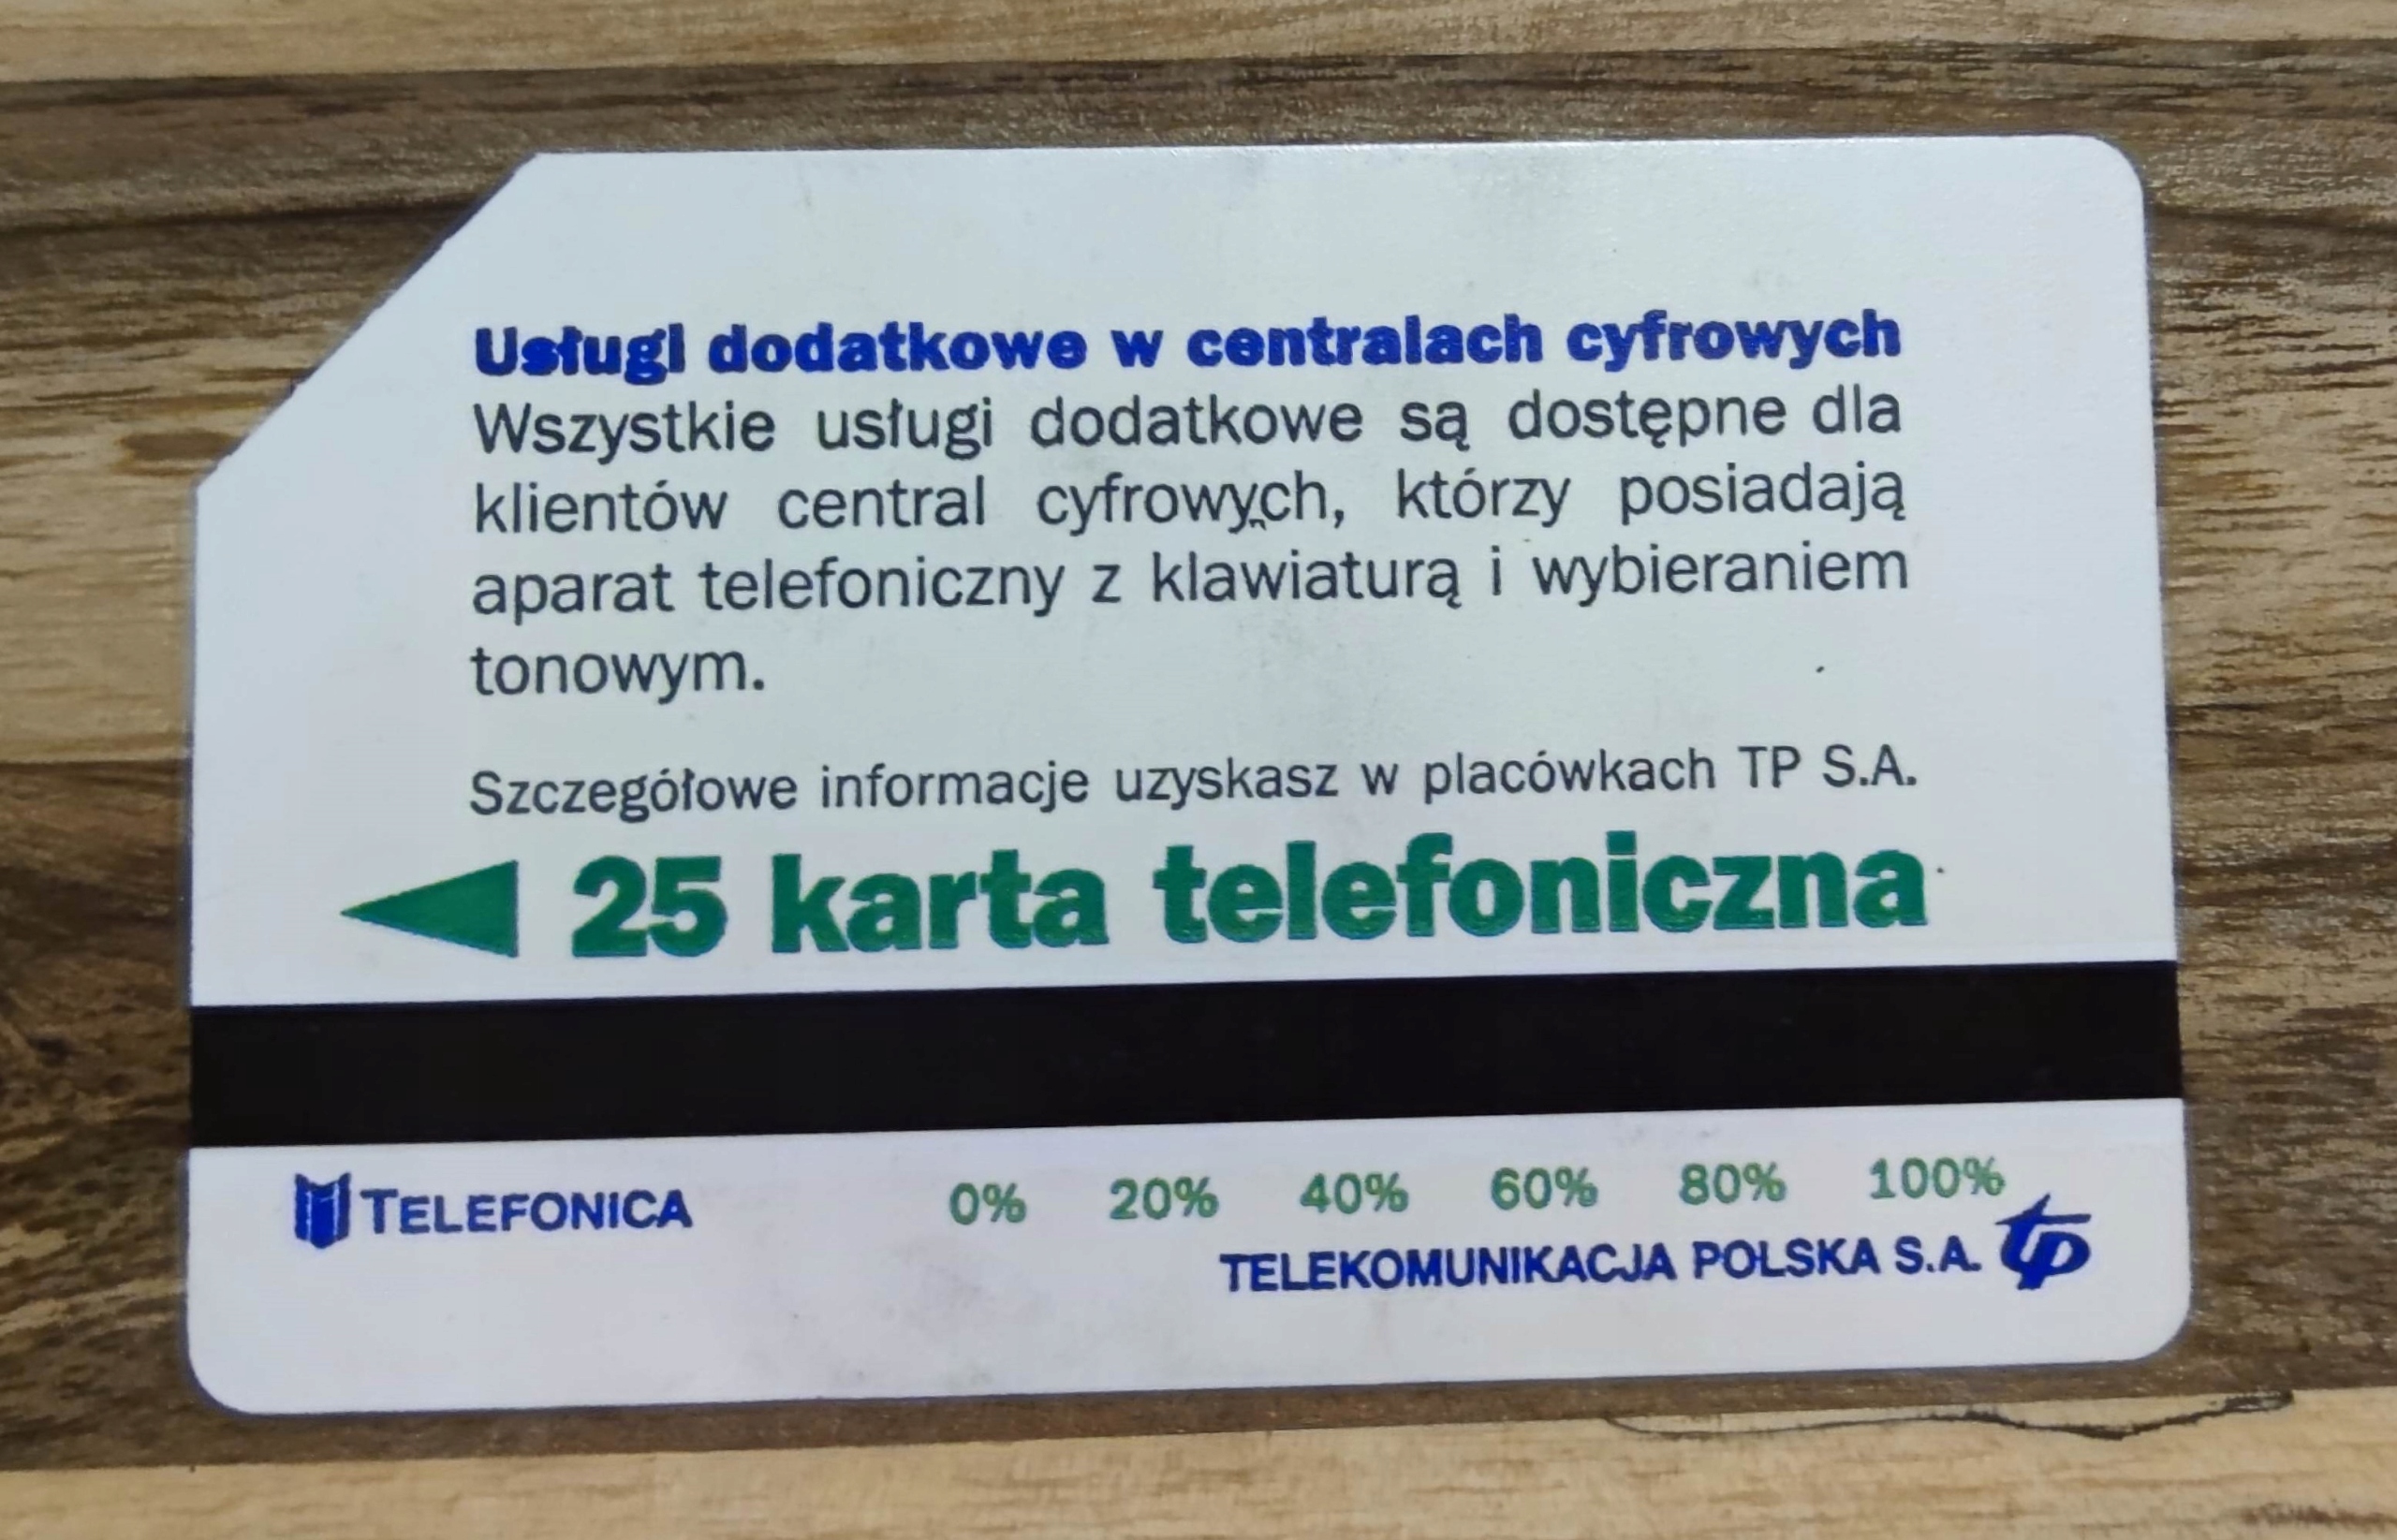 Usługi dodatkowe w centralach cyfrowych
Wszystkie usługi dodatkowe są dostępne dla
klientów central cyfrowych, którzy posiadają
aparat telefoniczny z klawiaturą i wybieraniem
tonowym.
Szczegółowe informacje uzyskasz w placówkach TP S.A.
25 karta telefoniczna
TELEFONICA
0% 20% 40% 60% 80% 100%
TELEKOMUNIKACJA POLSKA S.A. tp